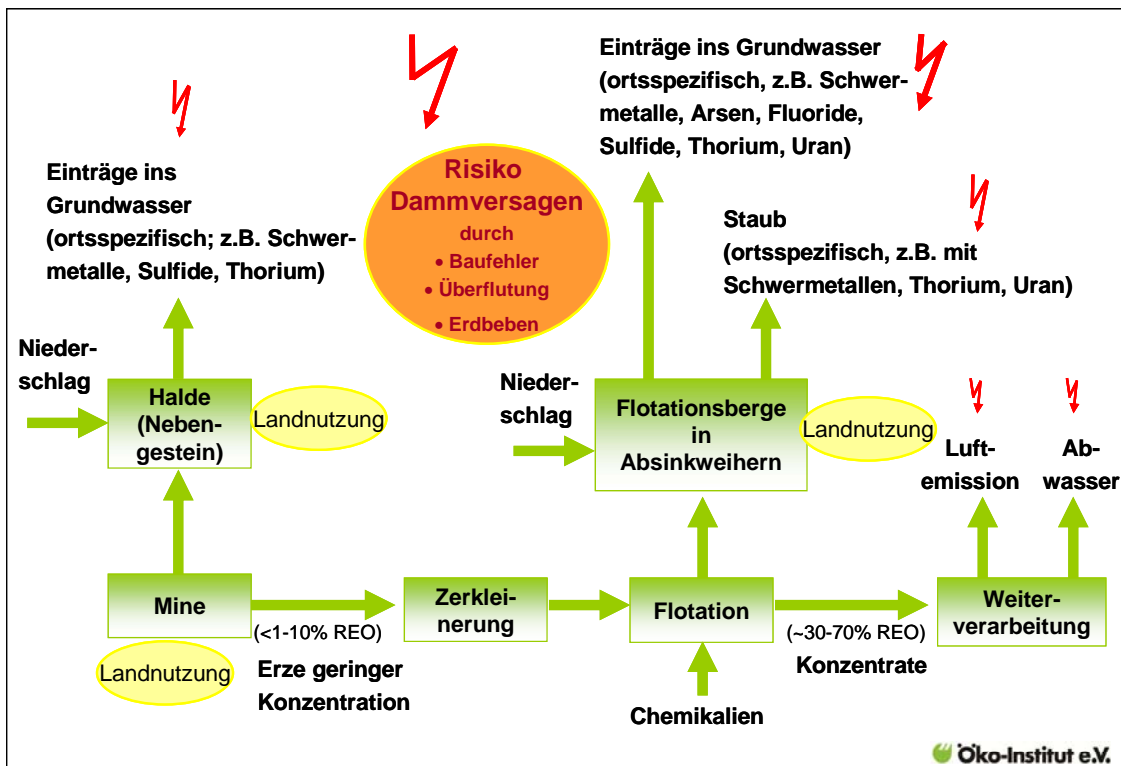 Einträge ins Grundwasser
(ortsspezifisch, z.B. Schwer-
metalle, Arsen, Fluoride,
Sulfide, Thorium, Uran)
Einträge ins
Grundwasser
(ortsspezifisch; z.B. Schwer-
metalle, Sulfide, Thorium)
Risiko
Dammversagen
durch
• Baufehler
• Überflutung
• Erdbeben
Staub
(ortsspezifisch, z.B. mit
Schwermetallen, Thorium, Uran)
Nieder-
schlag
Halde
(Neben-
gestein)
Landnutzung
Nieder-
schlag
Flotationsberge
in
Absinkweihern
Landnutzung
Luft-
emission
Ab-
wasser
Mine
Landnutzung
(<1-10% REO)
Erze geringer
Konzentration
Zerklei-
nerung
Flotation
Chemikalien
(~30-70% REO)
Konzentrate
Weiter-
verarbeitung
Öko-Institut e.V.